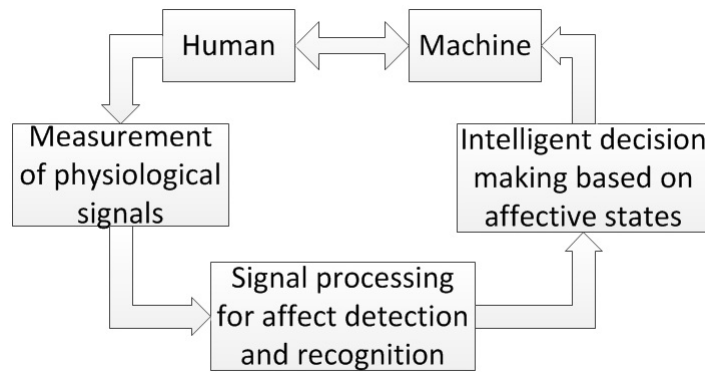 Human
Machine
Measurement
of physiological
signals
Intelligent decision
making based on
affective states
Signal processing
for affect detection
and recognition